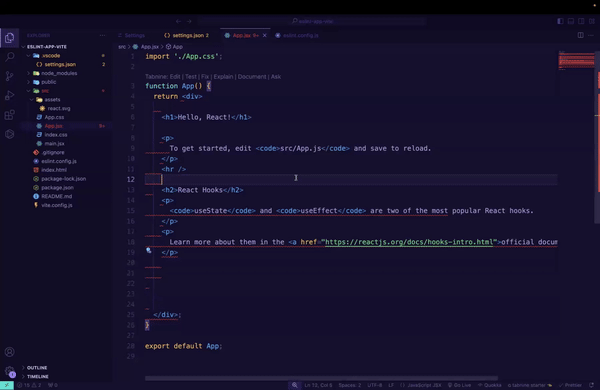 eslint-app-vite
EXPLORER
Settings
settings.json 3
App.jsx 9+
eslint.config.js
ESLINT-APP-VITE
.vscode
settings.json 2
node_modules
public
src
assets
react.svg
App.css
App.jsx 9+
index.css
main.jsx
.gitignore
eslint.config.js
index.html
package-lock.json
package.json
README.md
vite.config.js
OUTLINE
TIMELINE
src > App.jsx > App
1 import './App.css';
2
Tabnine: Edit | Test | Fix | Explain | Document | Ask
3 function App() {
4 return <div>
5
6 <h1>Hello, React!</h1>
7
8 <p>
To get started, edit <code>src/App.js</code> and save to reload.
10 </p>
11 <hr />
12
13 <h2>React Hooks</h2>
14 <p>
15 <code>useState</code> and <code>useEffect</code> are two of the most popular React hooks.
16 </p>
17 <p>
18 Learn more about them in the <a href="https://reactjs.org/docs/hooks-intro.html">official docum
19 </p>
20
21
22
23
24
25 </div>;
26 }
27
28 export default App;
29
Spaces: 2
UTF-8
LF
JavaScript JSX
Go Live
Quokka
tabnine starter
Prettier